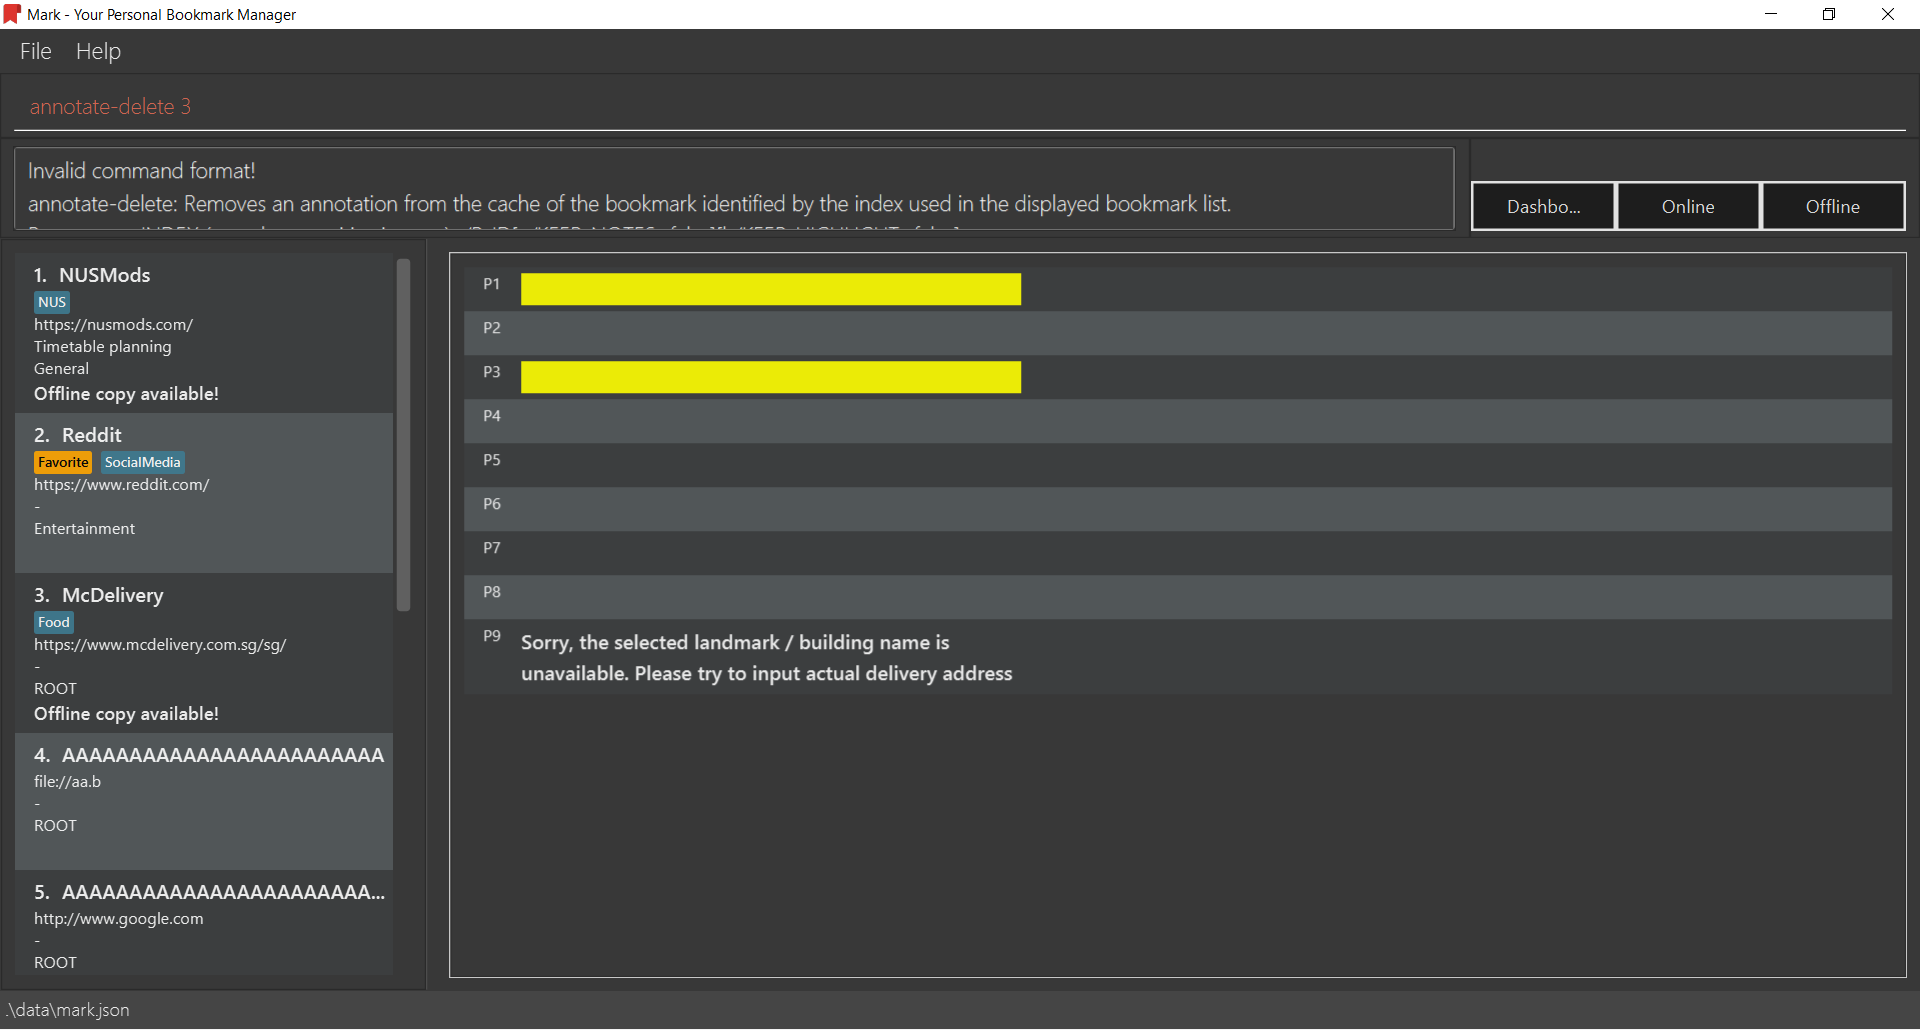 Mark - Your Personal Bookmark Manager
File Help
annotate-delete 3
Invalid command format!
annotate-delete: Removes an annotation from the cache of the bookmark identified by the index used in the displayed bookmark list.
Dashbo... Online Offline
1. NUSMods
NUS
https://nusmods.com/
Timetable planning
General
Offline copy available!
2. Reddit
Favorite SocialMedia
https://www.reddit.com/
-
Entertainment
3. McDelivery
Food
https://www.mcdelivery.com.sg/sg/
-
ROOT
Offline copy available!
4. AAAAAAAAAAAAAAAAAAAAAAAA
file://aa.b
-
ROOT
5. AAAAAAAAAAAAAAAAAAAAAAA...
http://www.google.com
-
ROOT
P1
P2
P3
P4
P5
P6
P7
P8
P9
Sorry, the selected landmark / building name is
unavailable. Please try to input actual delivery address
.\data\mark.json